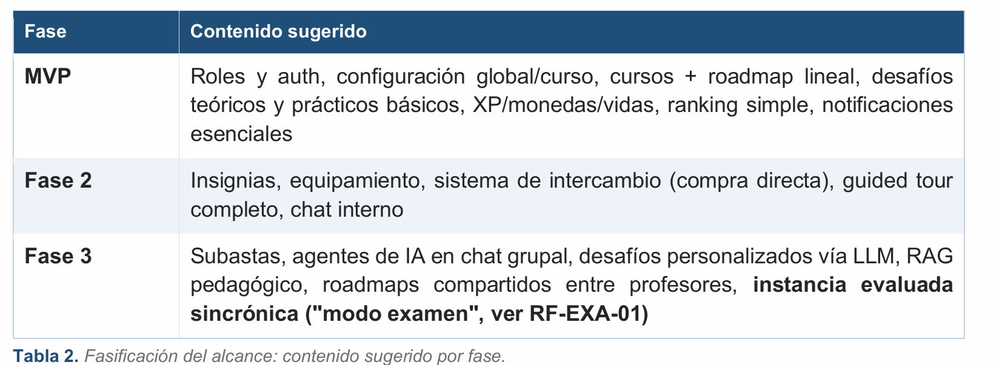 Fase Contenido sugerido
MVP Roles y auth, configuración global/curso, cursos + roadmap lineal, desafíos
teóricos y prácticos básicos, XP/monedas/vidas, ranking simple, notificaciones
esenciales
Fase 2 Insignias, equipamiento, sistema de intercambio (compra directa), guided tour
completo, chat interno
Fase 3 Subastas, agentes de IA en chat grupal, desafíos personalizados vía LLM, RAG
pedagógico, roadmaps compartidos entre profesores, instancia evaluada
sincrónica ("modo examen", ver RF-EXA-01)
Tabla 2. Fasificación del alcance: contenido sugerido por fase.